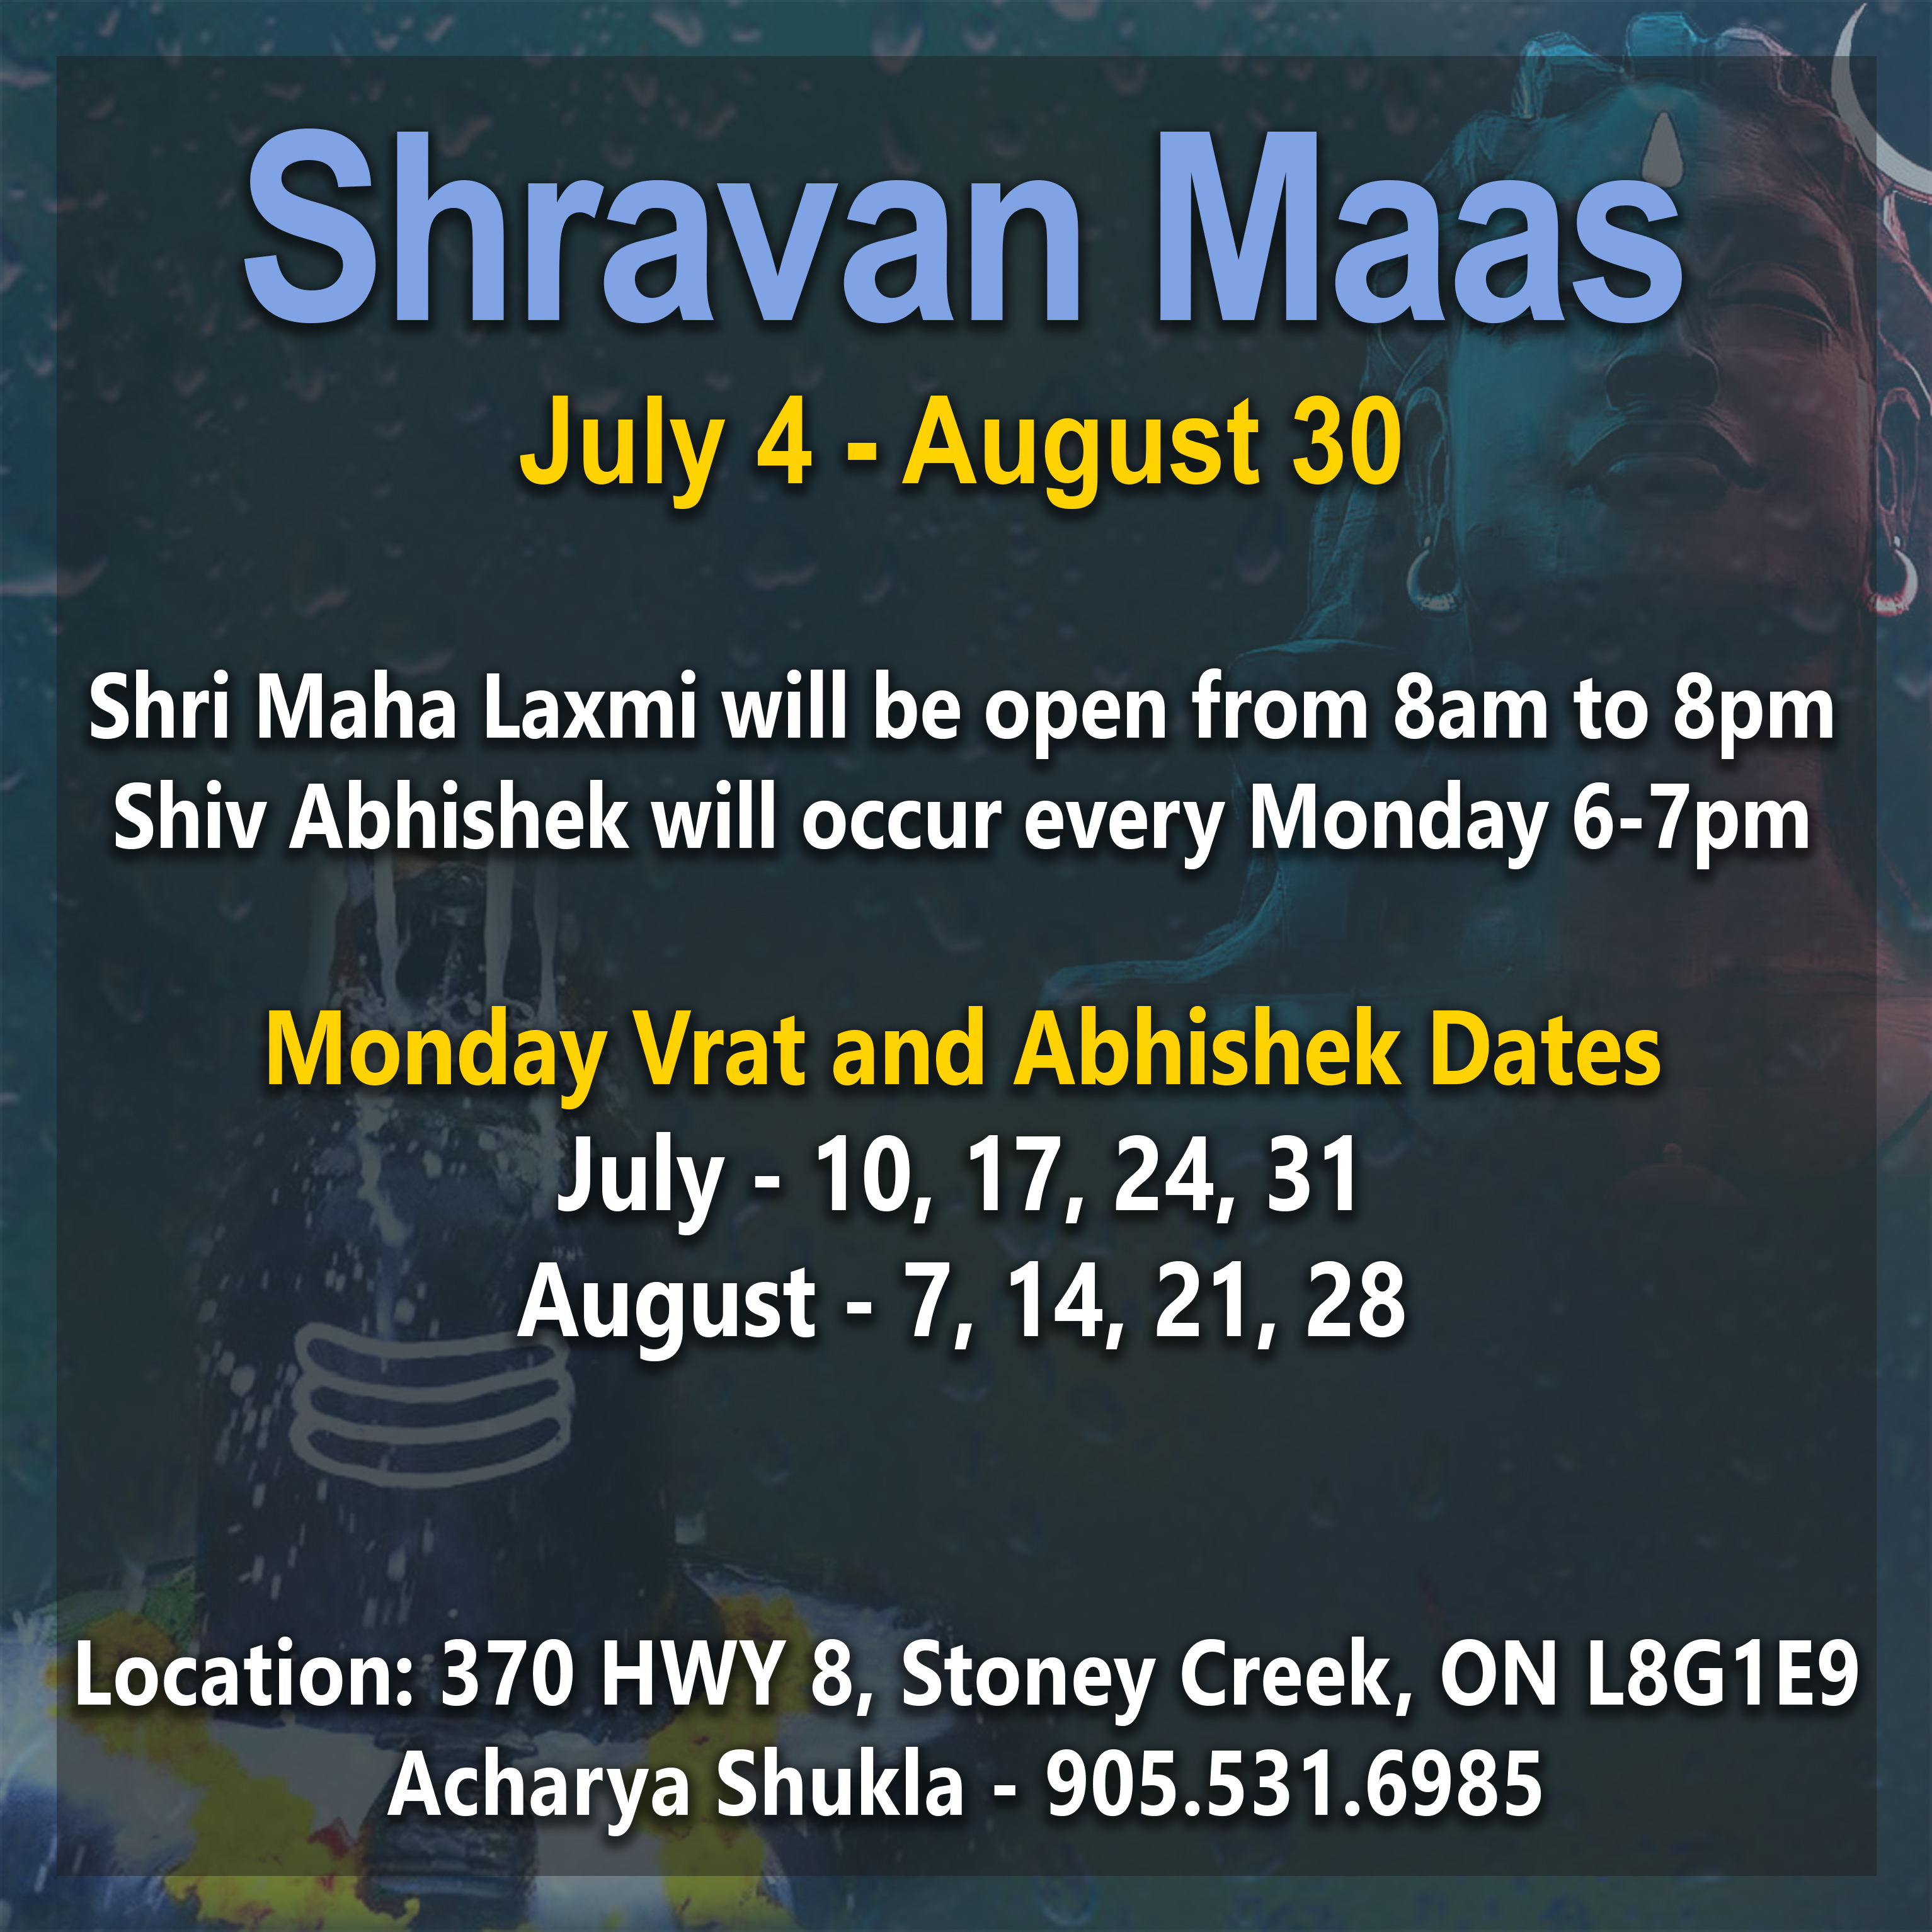 Shravan Maas
July 4 - August 30
Shri Maha Laxmi will be open from 8am to 8pm
Shiv Abhishek will occur every Monday 6-7pm
Monday Vrat and Abhishek Dates
July - 10, 17, 24, 31
August - 7, 14, 21, 28
Location: 370 HWY 8, Stoney Creek, ON L8G1E9
Acharya Shukla - 905.531.6985